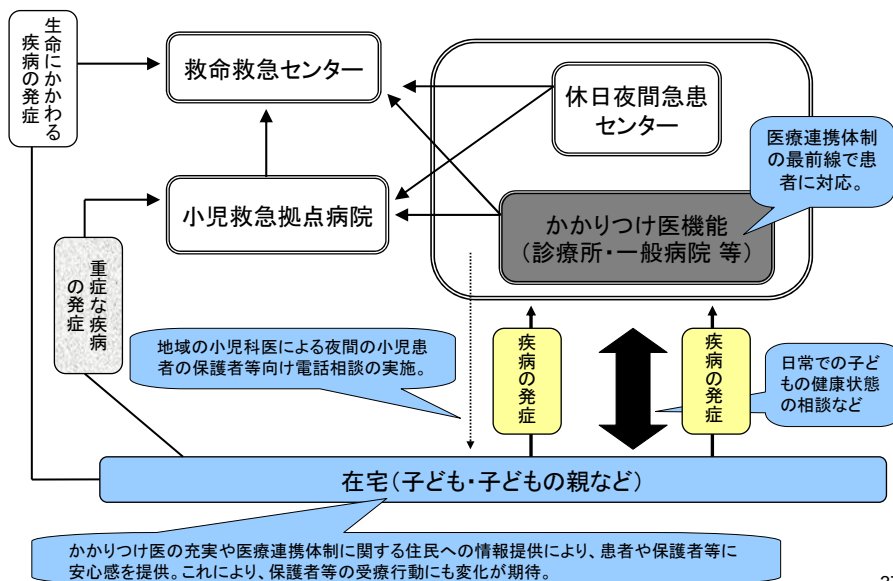 生命にかかわる
疾病の発症
救命救急センター
休日夜間急患
センター
医療連携体制
の最前線で患
者に対応。
小児救急拠点病院
かかりつけ医機能
(診療所・一般病院 等)
重症な疾病
の発症
地域の小児科医による夜間の小児患
者の保護者等向け電話相談の実施。
疾病の発症
疾病の発症
日常での子ど
もの健康状態
の相談など
在宅(子ども・子どもの親など)
かかりつけ医の充実や医療連携体制に関する住民への情報提供により、患者や保護者等に
安心感を提供。これにより、保護者等の受療行動にも変化が期待。